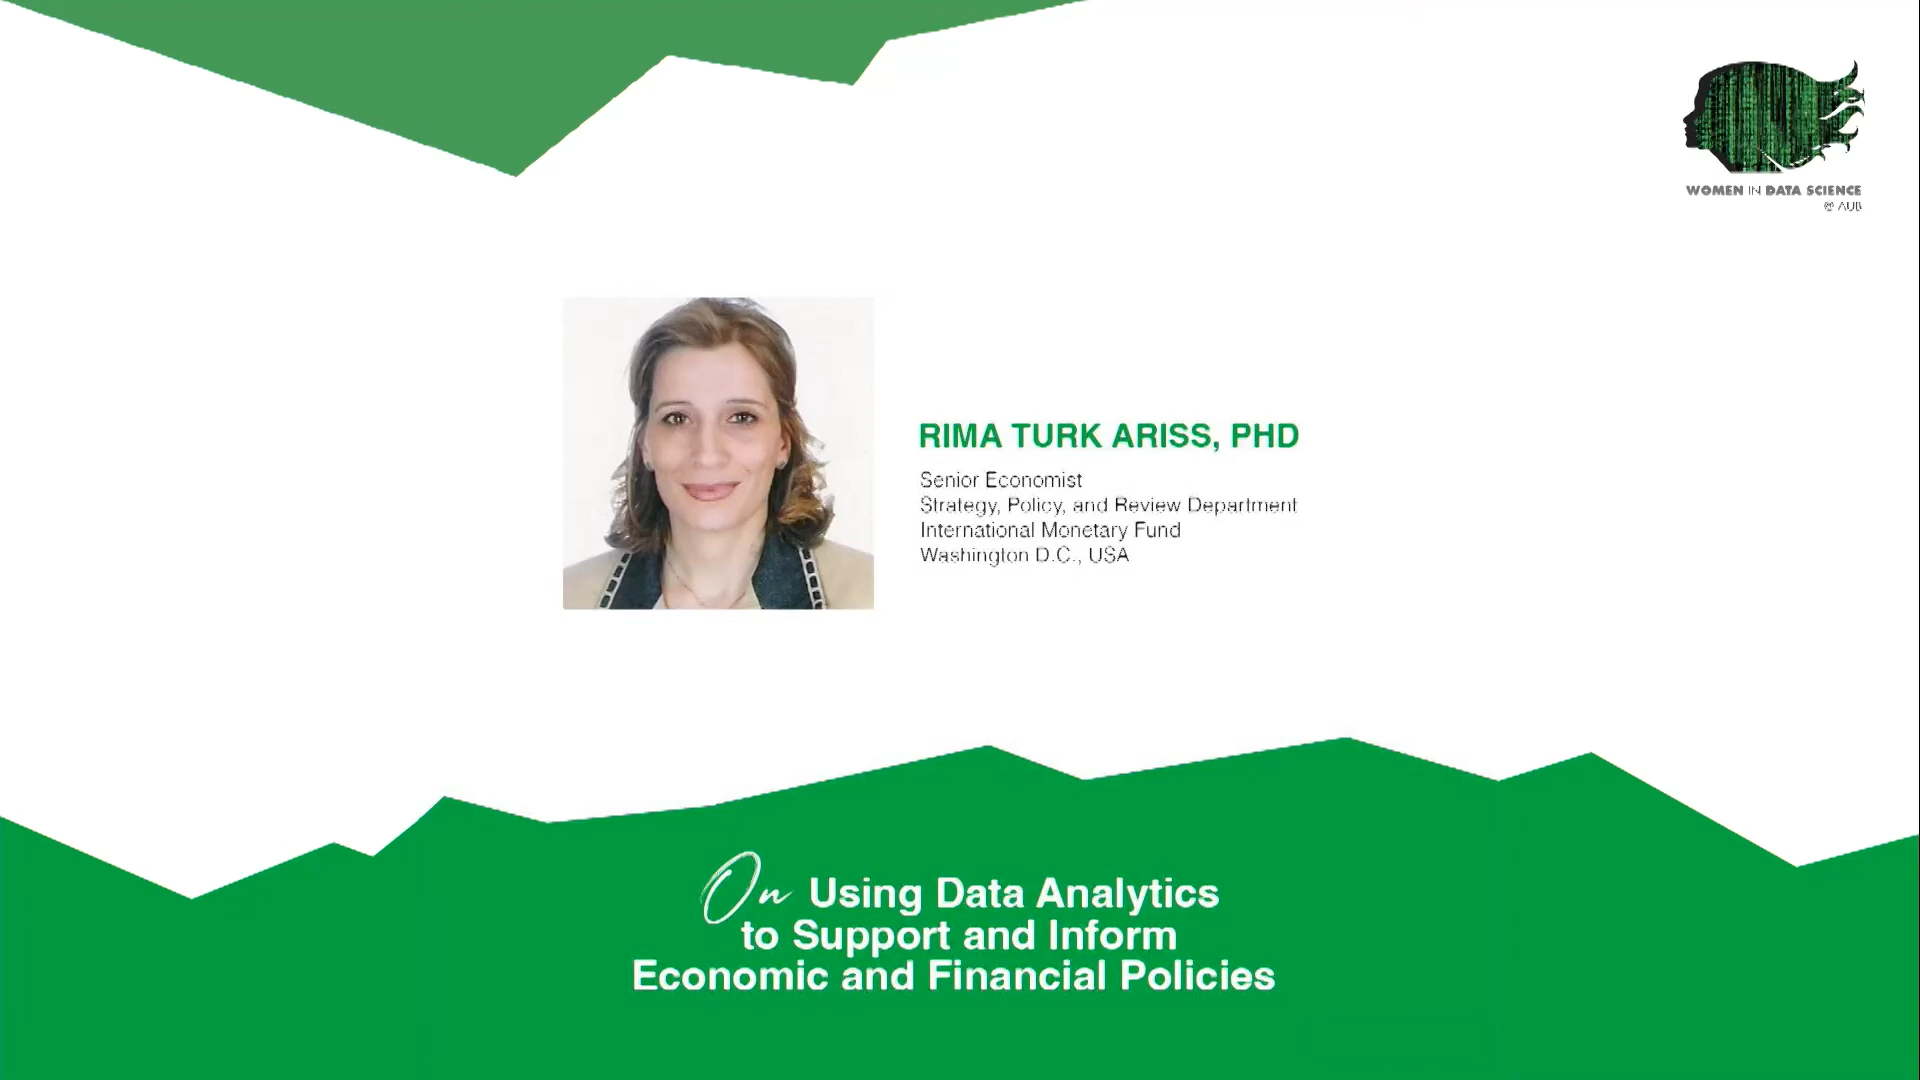 WOMEN IN DATA SCIENCE
@ AUB
RIMA TURK ARISS, PHD
Senior Economist
Strategy, Policy, and Review Department
International Monetary Fund
Washington D.C., USA
On Using Data Analytics
to Support and Inform
Economic and Financial Policies